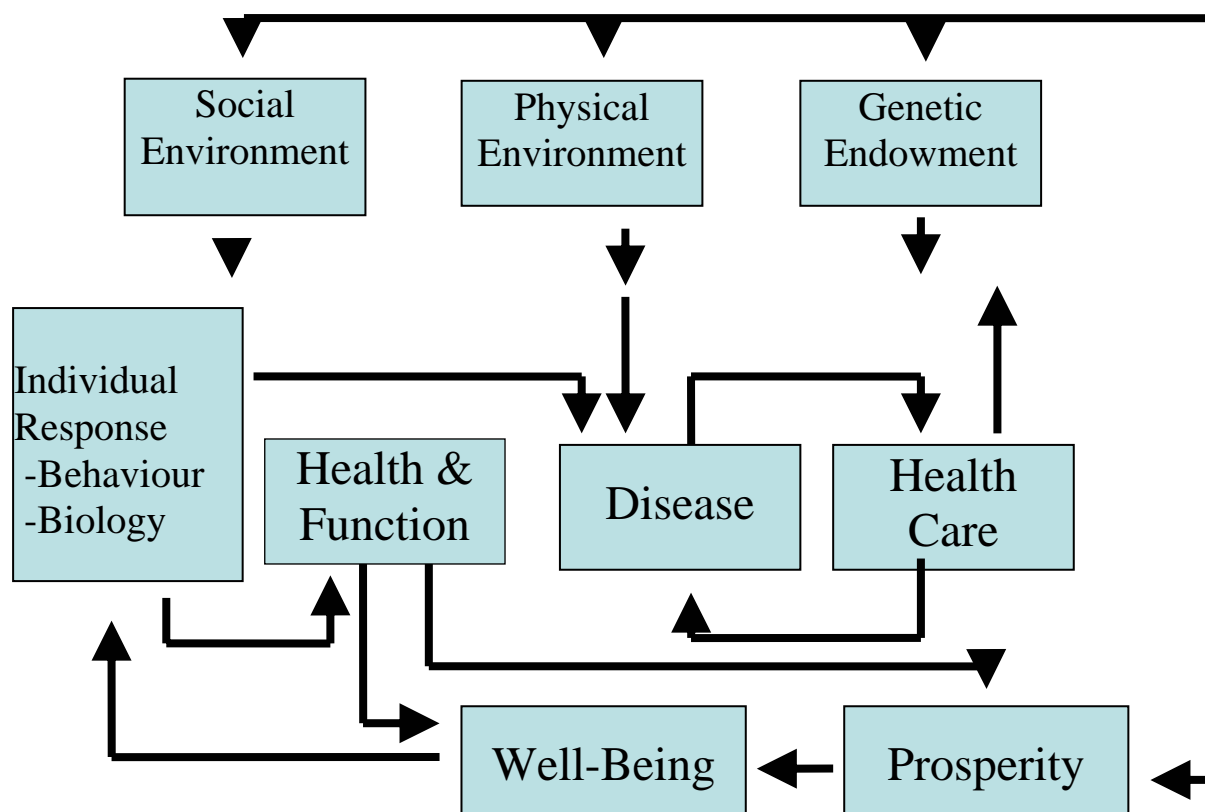 Social
Environment
Physical
Environment
Genetic
Endowment
Individual
Response
-Behaviour
-Biology
Health &
Function
Disease
Health
Care
Well-Being
Prosperity